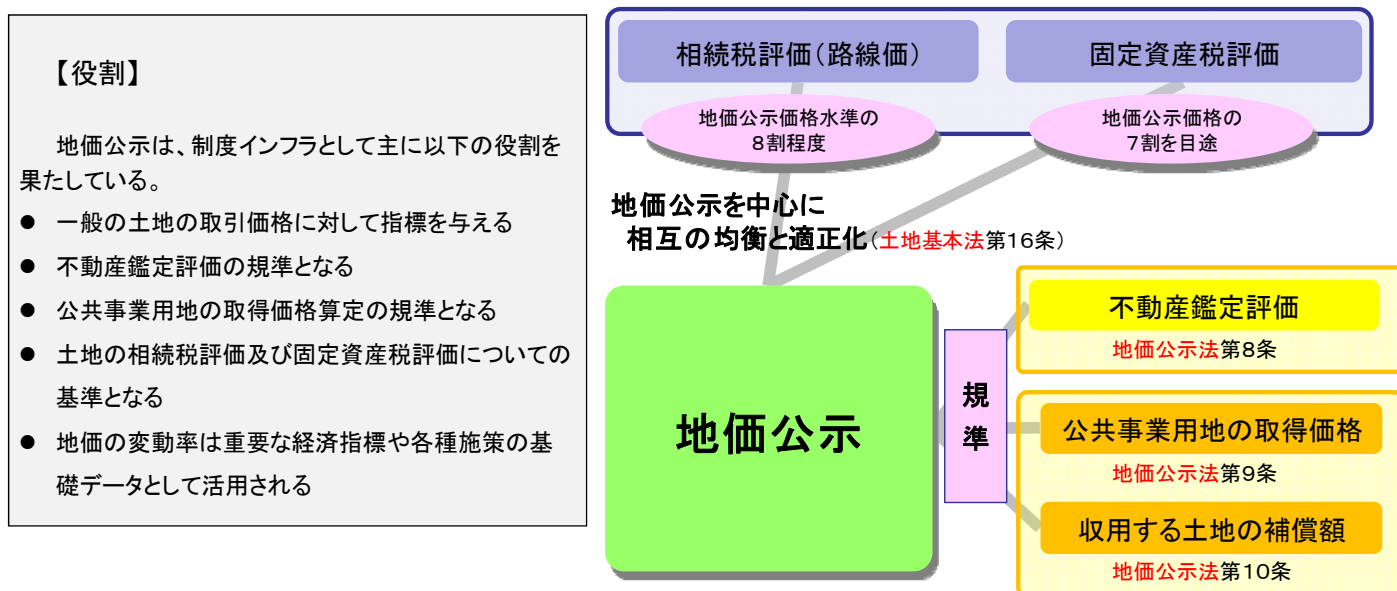 【役割】
地価公示は、制度インフラとして主に以下の役割を
果たしている。
● 一般の土地の取引価格に対して指標を与える
● 不動産鑑定評価の規準となる
● 公共事業用地の取得価格算定の規準となる
● 土地の相続税評価及び固定資産税評価についての
基準となる
● 地価の変動率は重要な経済指標や各種施策の基
礎データとして活用される
相続税評価(路線価)
固定資産税評価
地価公示価格水準の
8割程度
地価公示価格の
7割を目途
地価公示を中心に
相互の均衡と適正化(土地基本法第16条)
地価公示
規準
不動産鑑定評価
地価公示法第8条
公共事業用地の取得価格
地価公示法第9条
収用する土地の補償額
地価公示法第10条